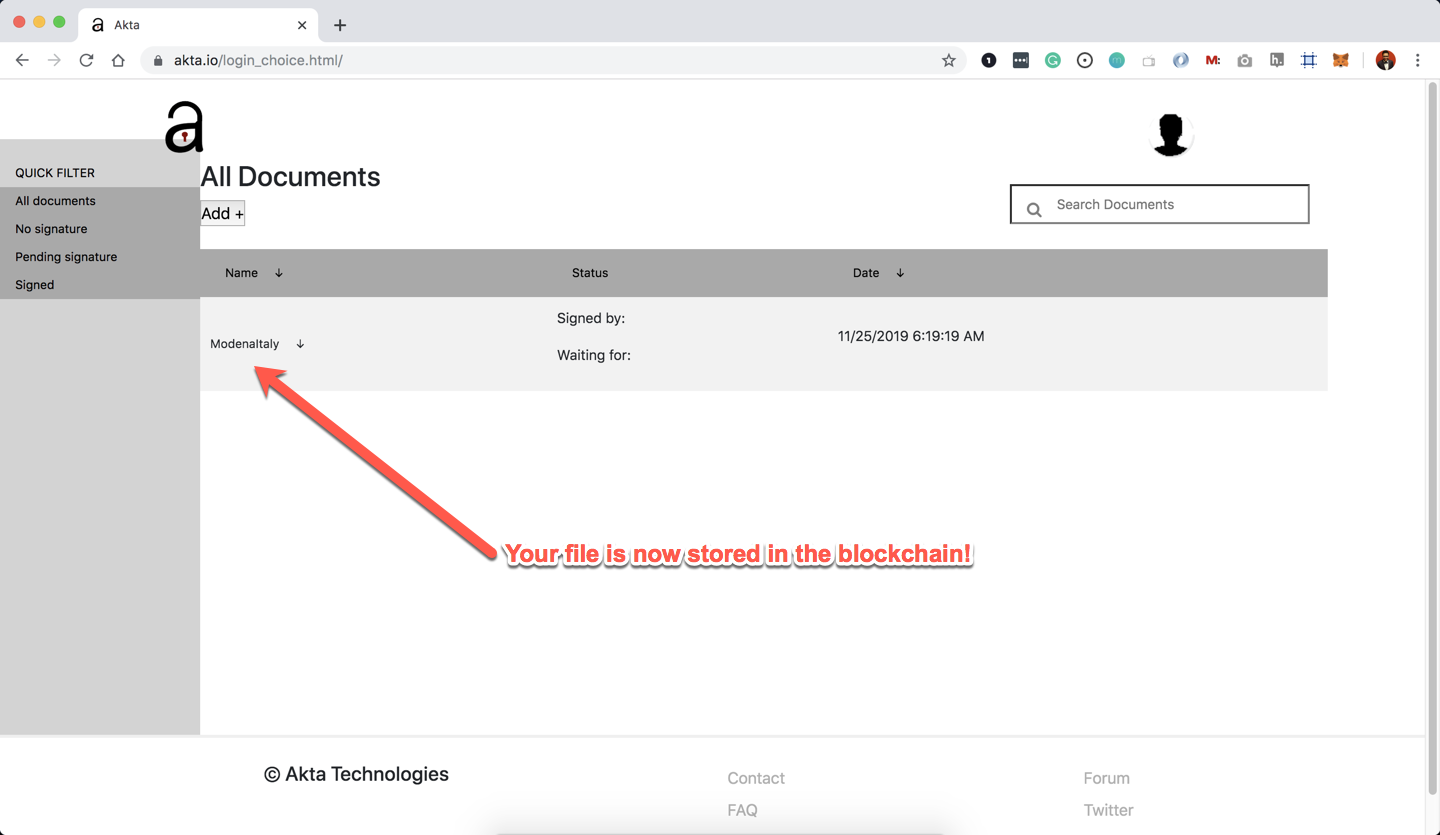 a Akta
akta.io/login_choice.html/
M:
h.
a
QUICK FILTER
All documents
No signature
Pending signature
Signed
All Documents
Add +
Search Documents
Name ↓ Status Date ↓
ModenaItaly ↓
Signed by:
Waiting for:
11/25/2019 6:19:19 AM
Your file is now stored in the blockchain!
© Akta Technologies
Contact
FAQ
Forum
Twitter